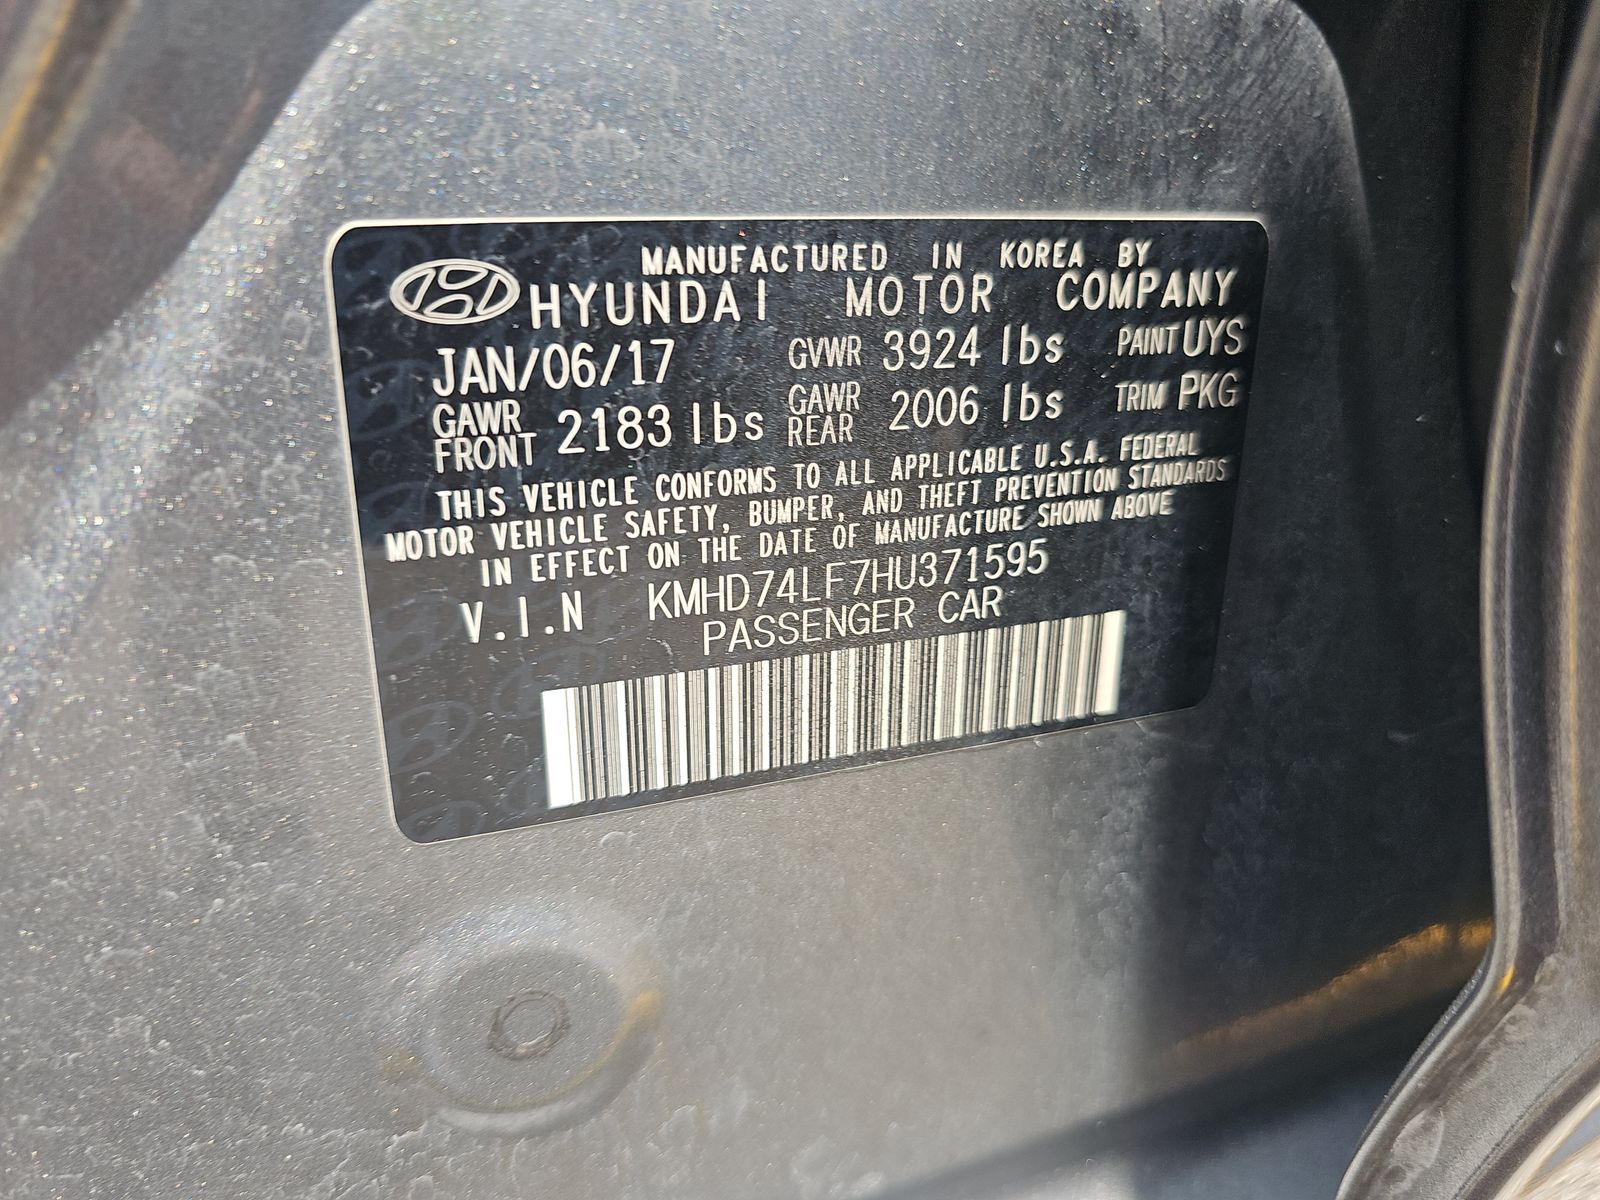 MANUFACTURED IN KOREA BY
HYUNDAI MOTOR COMPANY
JAN/06/17 GVWR 3924 lbs PAINT UYS
GAWR FRONT 2183 lbs GAWR REAR 2006 lbs TRIM PKG
THIS VEHICLE CONFORMS TO ALL APPLICABLE U.S.A. FEDERAL
MOTOR VEHICLE SAFETY, BUMPER, AND THEFT PREVENTION STANDARDS
IN EFFECT ON THE DATE OF MANUFACTURE SHOWN ABOVE
V.I.N KMHD74LF7HU371595
PASSENGER CAR